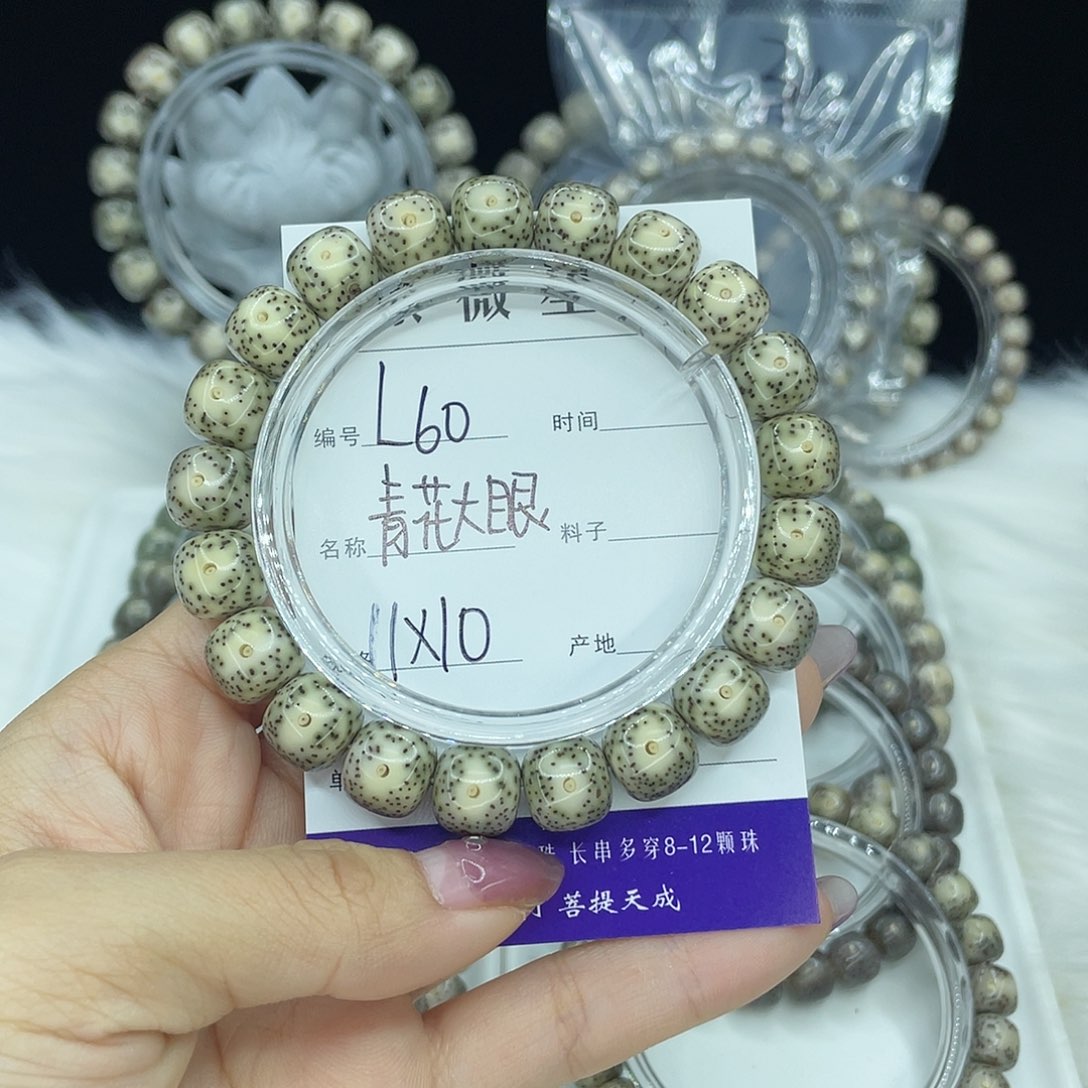 微
编号 L60 时间
名称 青花大眼 料子
11X10 产地
珠 长串多穿8-12颗珠
菩提天成